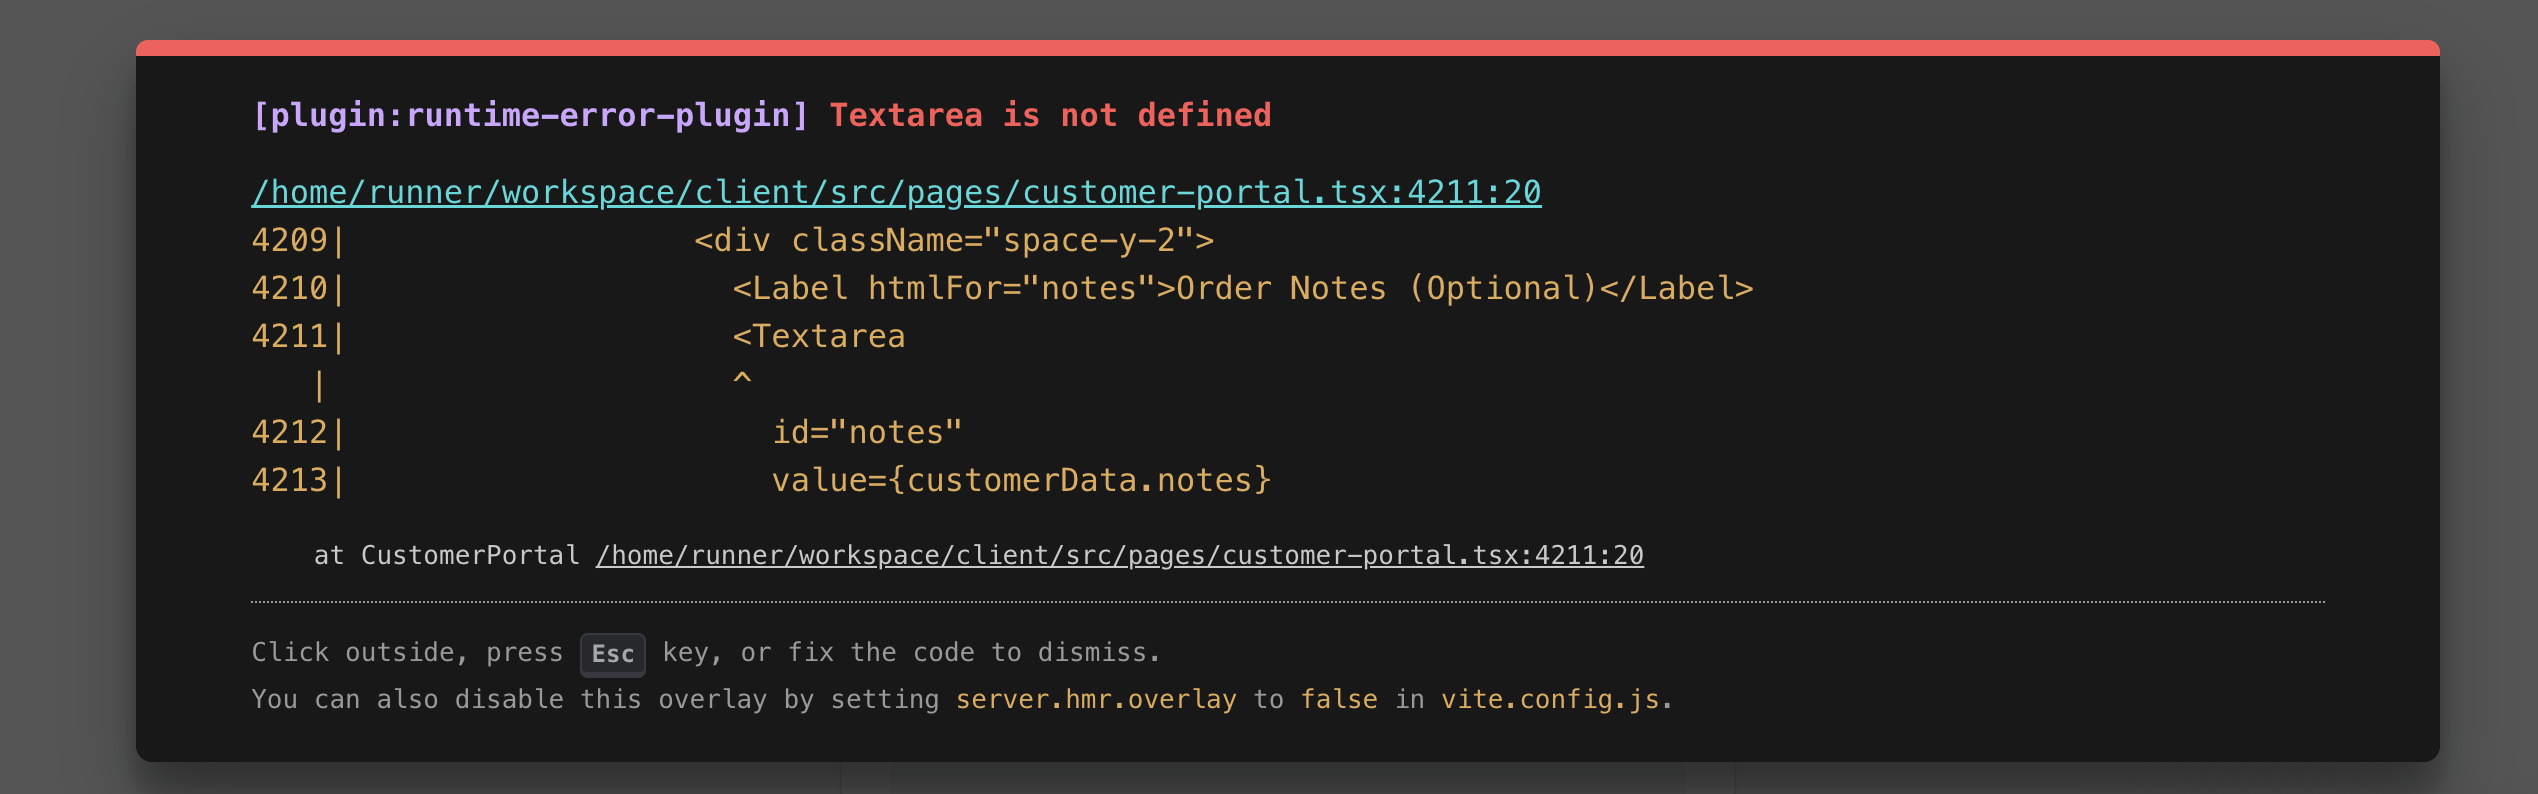 [plugin:runtime-error-plugin] Textarea is not defined
/home/runner/workspace/client/src/pages/customer-portal.tsx:4211:20
4209|                  <div className="space-y-2">
4210|                    <Label htmlFor="notes">Order Notes (Optional)</Label>
4211|                    <Textarea
   |                     ^
4212|                      id="notes"
4213|                      value={customerData.notes}
at CustomerPortal /home/runner/workspace/client/src/pages/customer-portal.tsx:4211:20
Click outside, press Esc key, or fix the code to dismiss.
You can also disable this overlay by setting server.hmr.overlay to false in vite.config.js.